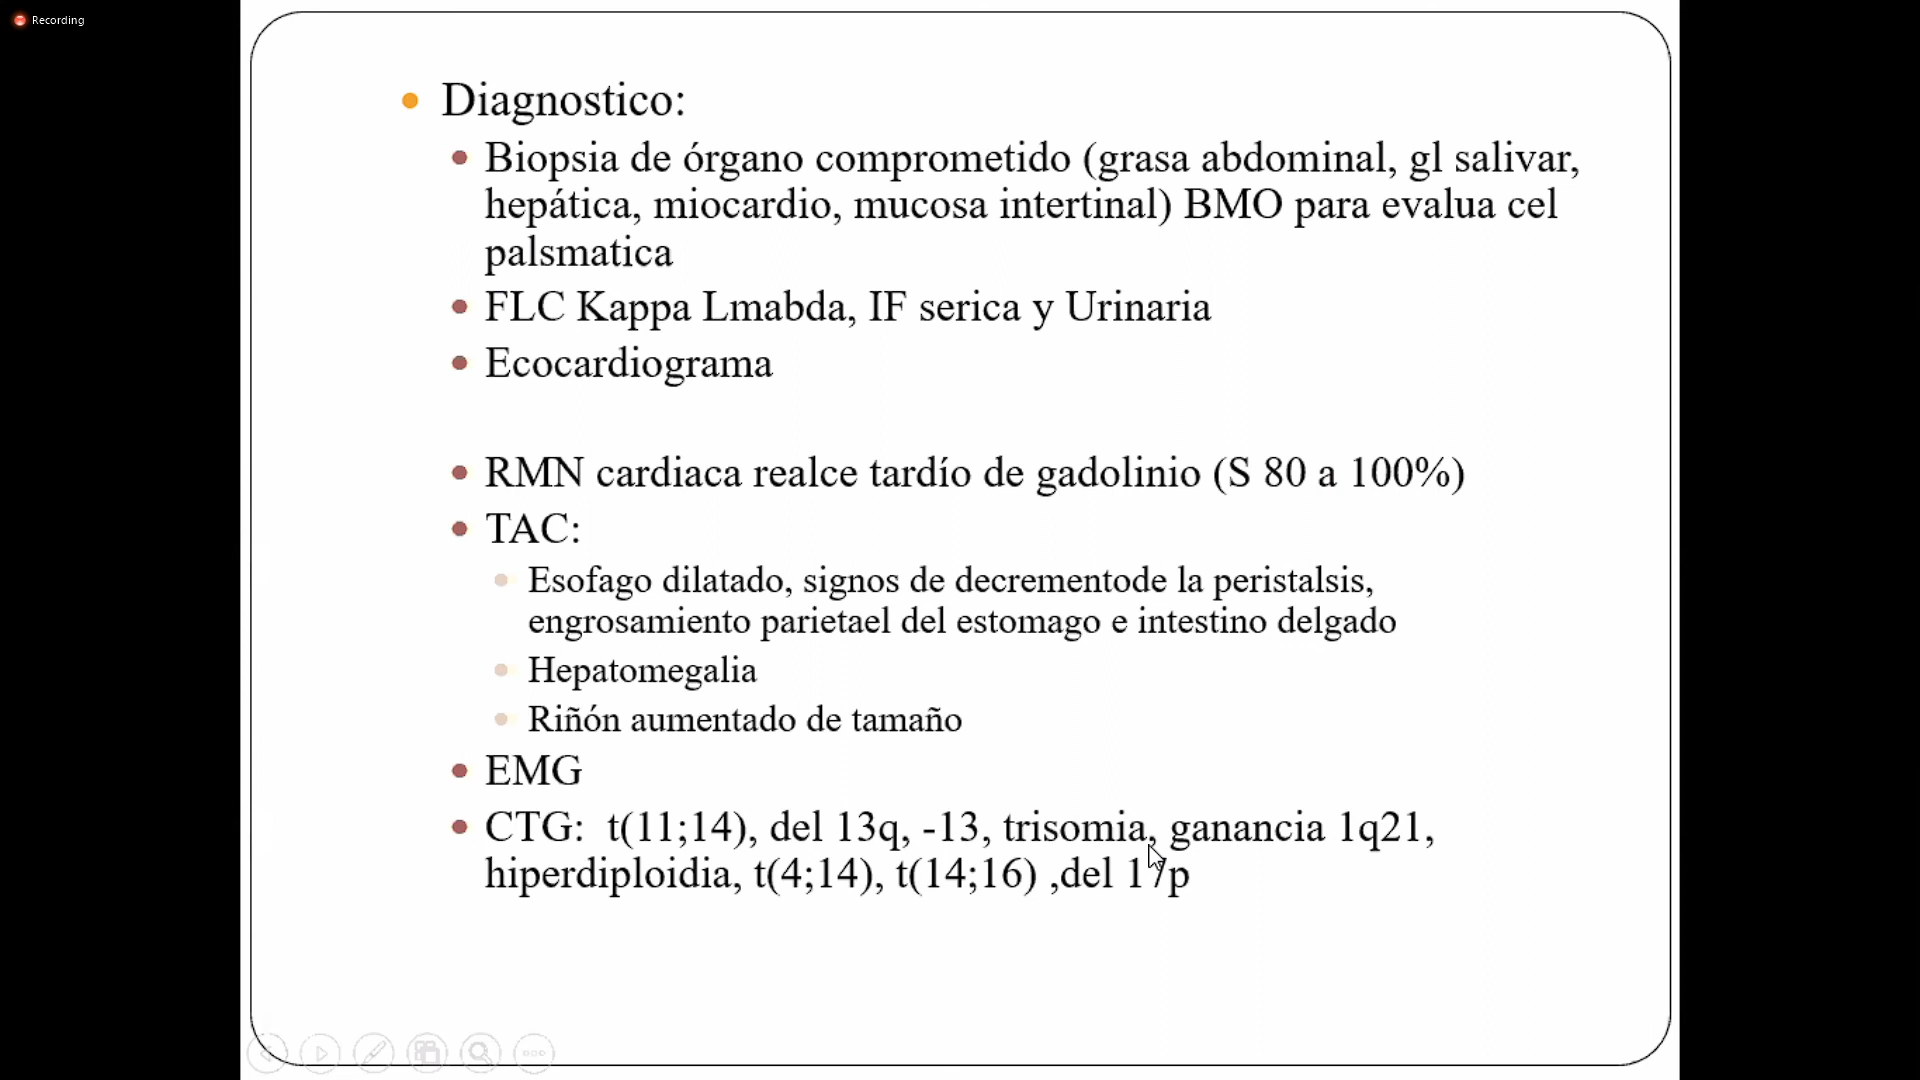 Recording
Diagnostico:
Biopsia de órgano comprometido (grasa abdominal, gl salivar,
hepática, miocardio, mucosa intertinal) BMO para evalua cel
palsmatica
FLC Kappa Lmabda, IF serica y Urinaria
Ecocardiograma
RMN cardiaca realce tardío de gadolinio (S 80 a 100%)
TAC:
Esofago dilatado, signos de decrementode la peristalsis,
engrosamiento parietael del estomago e intestino delgado
Hepatomegalia
Riñón aumentado de tamaño
EMG
CTG:  t(11;14), del 13q, -13, trisomia, ganancia 1q21,
hiperdiploidia, t(4;14), t(14;16) ,del 17p